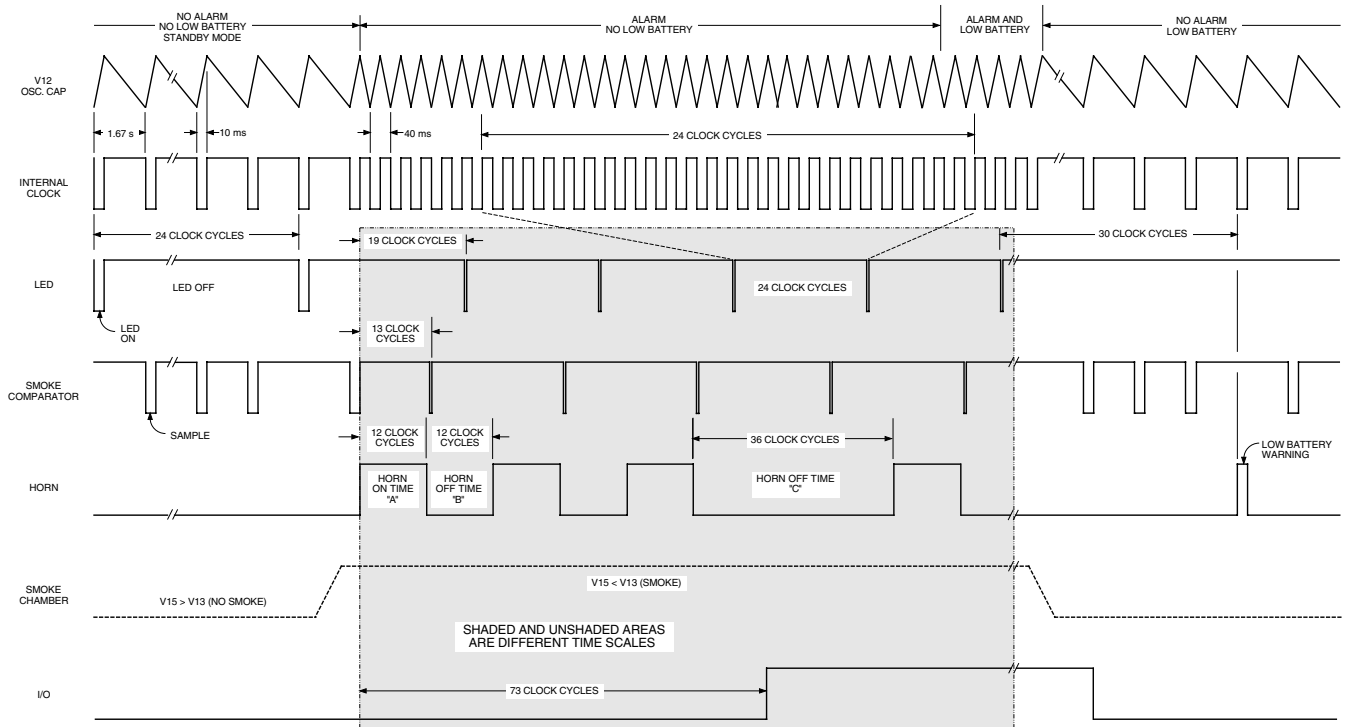 NO ALARM
NO LOW BATTERY
STANDBY MODE
ALARM
NO LOW BATTERY
ALARM AND
LOW BATTERY
NO ALARM
LOW BATTERY
V12
OSC. CAP
1.67 s
10 ms
40 ms
24 CLOCK CYCLES
INTERNAL
CLOCK
24 CLOCK CYCLES
19 CLOCK CYCLES
30 CLOCK CYCLES
LED
LED OFF
24 CLOCK CYCLES
LED
ON
13 CLOCK
CYCLES
SMOKE
COMPARATOR
SAMPLE
12 CLOCK
CYCLES
12 CLOCK
CYCLES
36 CLOCK CYCLES
LOW BATTERY
WARNING
HORN
HORN
ON TIME
"A"
HORN
OFF TIME
"B"
HORN OFF TIME
"C"
SMOKE
CHAMBER
V15 > V13 (NO SMOKE)
V15 < V13 (SMOKE)
SHADED AND UNSHADED AREAS
ARE DIFFERENT TIME SCALES
I/O
73 CLOCK CYCLES